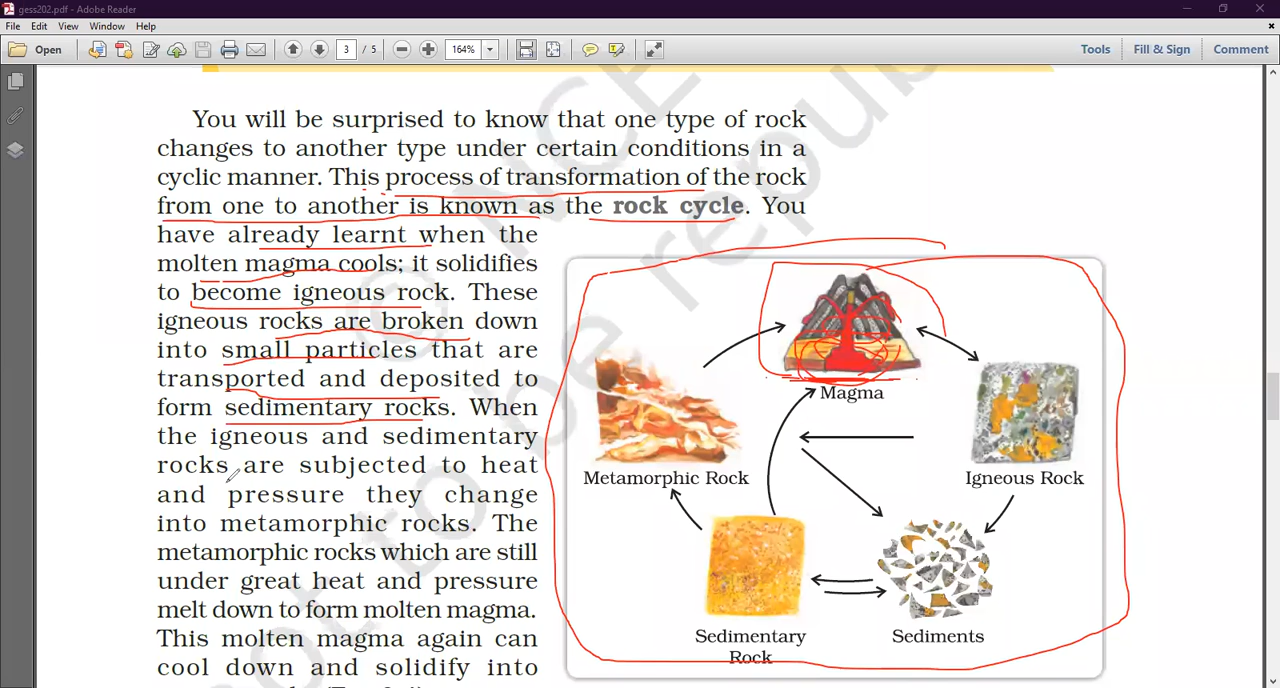 gess202.pdf - Adobe Reader
File Edit View Window Help
Open 3 / 5 164% Tools Fill & Sign Comment
You will be surprised to know that one type of rock
changes to another type under certain conditions in a
cyclic manner. This process of transformation of the rock
from one to another is known as the rock cycle. You
have already learnt when the
molten magma cools; it solidifies
to become igneous rock. These
igneous rocks are broken down
into small particles that are
transported and deposited to
form sedimentary rocks. When
the igneous and sedimentary
rocks are subjected to heat
and pressure they change
into metamorphic rocks. The
metamorphic rocks which are still
under great heat and pressure
melt down to form molten magma.
This molten magma again can
cool down and solidify into
Magma
Metamorphic Rock
Igneous Rock
Sedimentary
Rock
Sediments
© NCE
not to be republ